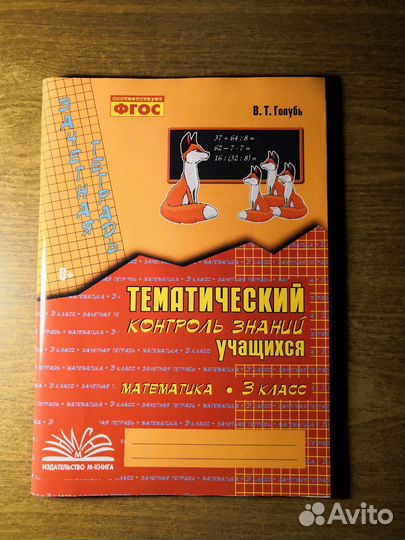 соответствует
ФГОС
В. Т. Голубь
ЗАЧЕТНАЯ
ТЕТРАДЬ
37 + 64 : 8 =
62 - 7 · 7 =
16 : (32 : 8) =
ТЕМАТИЧЕСКИЙ
КОНТРОЛЬ ЗНАНИЙ
УЧАЩИХСЯ
МАТЕМАТИКА • 3 КЛАСС
М
ИЗДАТЕЛЬСТВО М-КНИГА
Avito